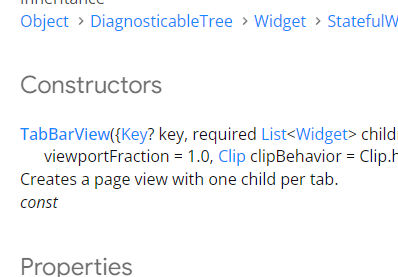 Inheritance
Object > DiagnosticableTree > Widget > StatefulW
Constructors
TabBarView({Key? key, required List<Widget> child
viewportFraction = 1.0, Clip clipBehavior = Clip.h
Creates a page view with one child per tab.
const
Properties